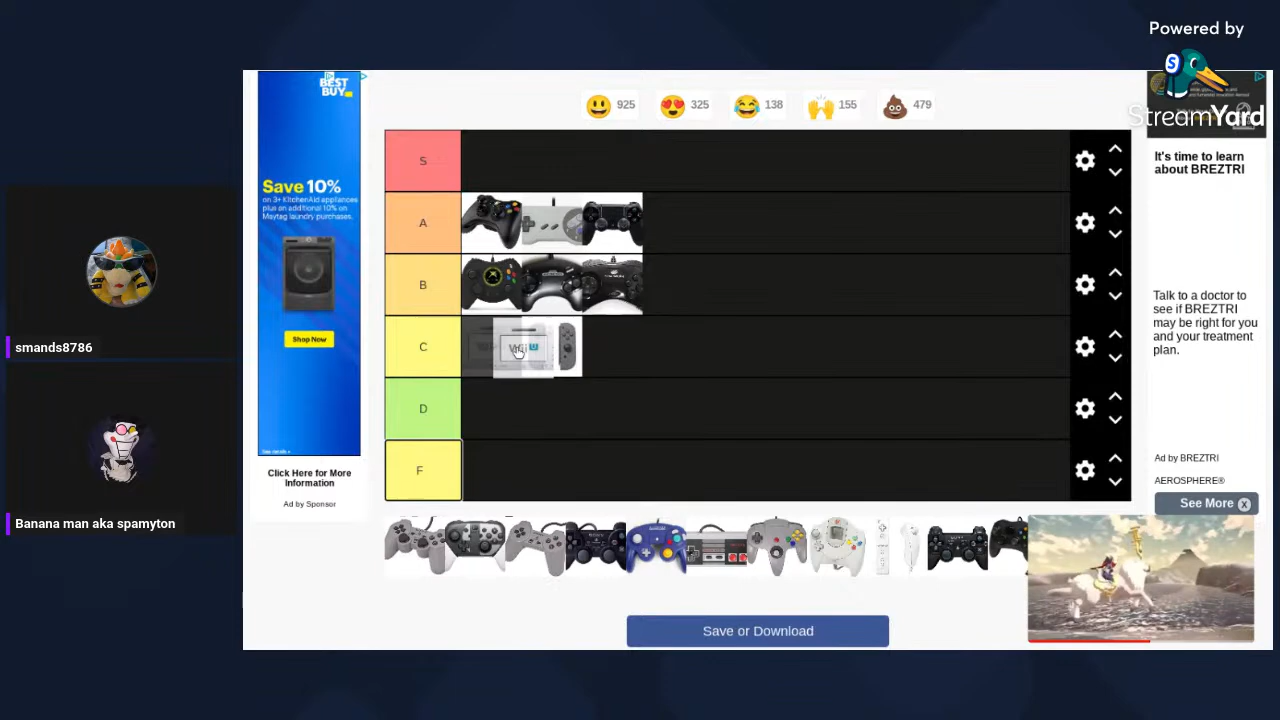 Powered by
StreamYard
BEST
BUY
Save 10%
on 3+ KitchenAid appliances
plus an additional 10% on
Maytag laundry purchases.
Shop Now
Click Here for More
Information
Ad by Sponsor
925
325
138
155
479
S
A
B
C
Wii U
D
F
Save or Download
It's time to learn
about BREZTRI
Talk to a doctor to
see if BREZTRI
may be right for you
and your treatment
plan.
Ad by BREZTRI
AEROSPHERE®
See More
smands8786
Banana man aka spamyton